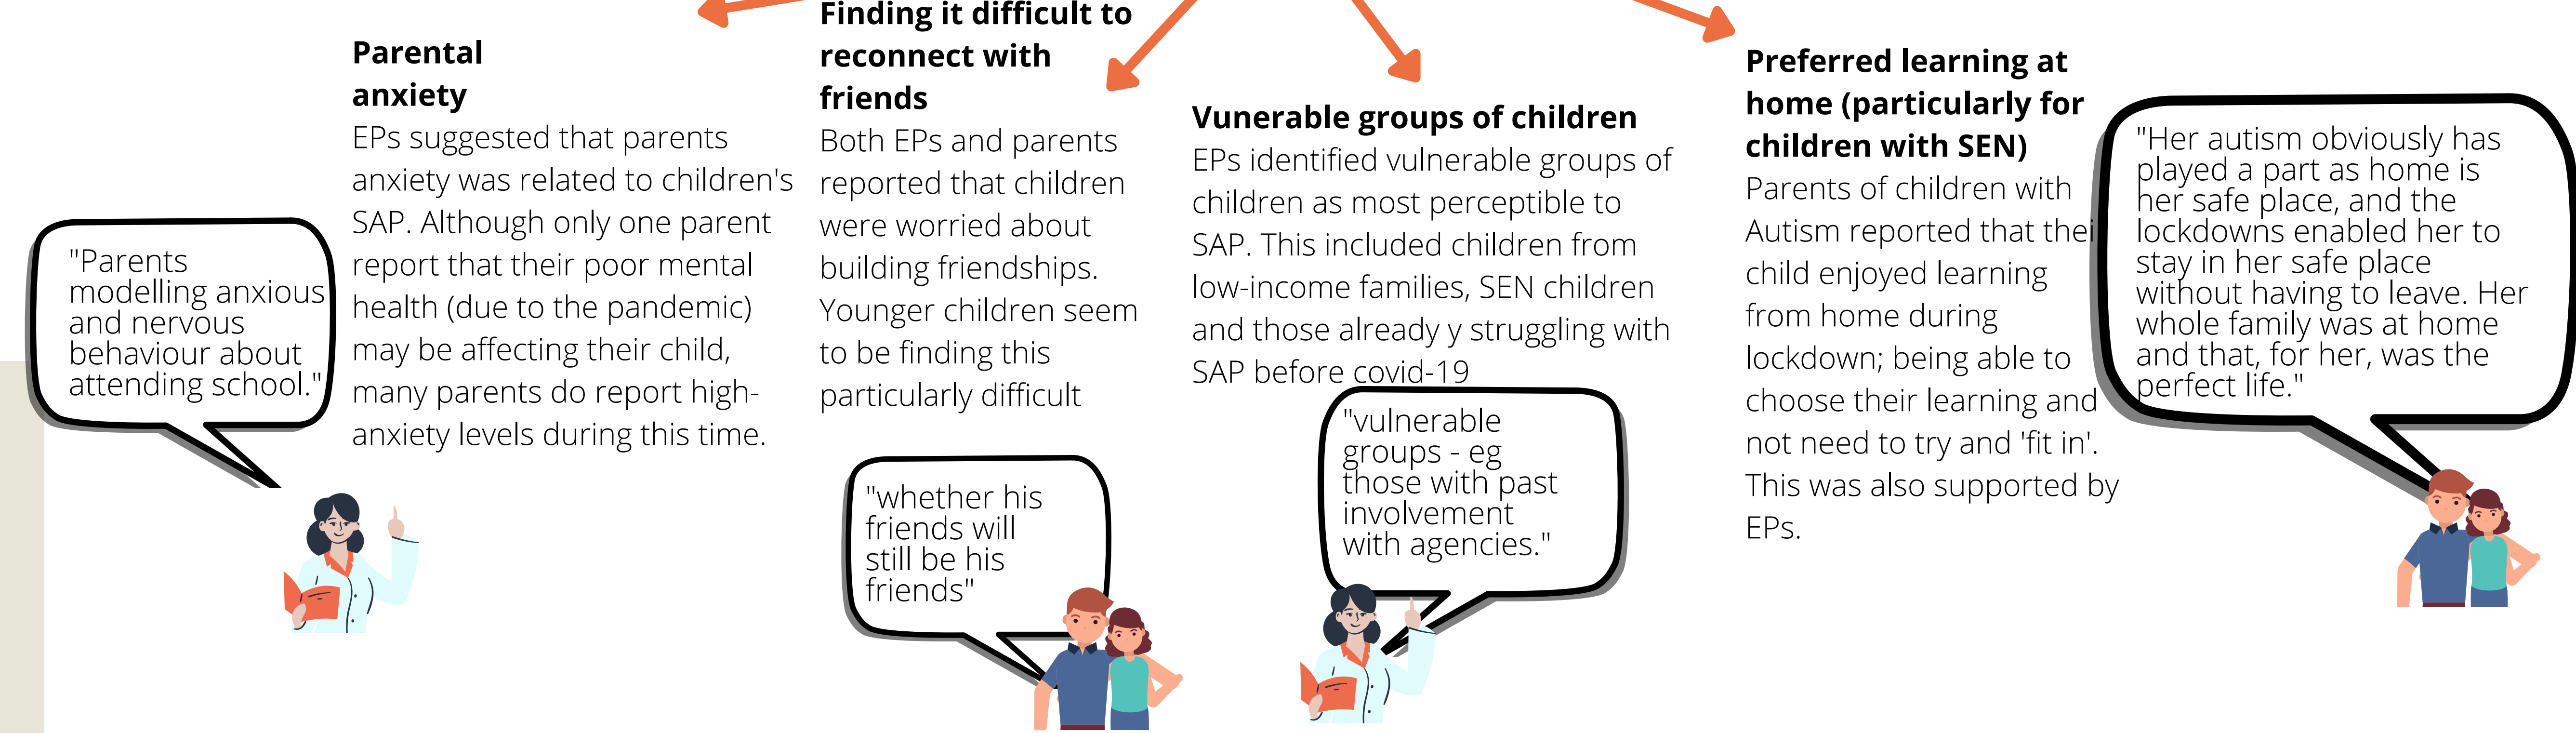 Parental
anxiety
EPs suggested that parents
anxiety was related to children's
SAP. Although only one parent
report that their poor mental
health (due to the pandemic)
may be affecting their child,
many parents do report high-
anxiety levels during this time.
"Parents
modelling anxious
and nervous
behaviour about
attending school."
Finding it difficult to
reconnect with
friends
Both EPs and parents
reported that children
were worried about
building friendships.
Younger children seem
to be finding this
particularly difficult
"whether his
friends will
still be his
friends"
Vunerable groups of children
EPs identified vulnerable groups of
children as most perceptible to
SAP. This included children from
low-income families, SEN children
and those already y struggling with
SAP before covid-19
"vulnerable
groups - eg
those with past
involvement
with agencies."
Preferred learning at
home (particularly for
children with SEN)
Parents of children with
Autism reported that thei
child enjoyed learning
from home during
lockdown; being able to
choose their learning and
not need to try and 'fit in'.
This was also supported by
EPs.
"Her autism obviously has
played a part as home is
her safe place, and the
lockdowns enabled her to
stay in her safe place
without having to leave. Her
whole family was at home
and that, for her, was the
perfect life."